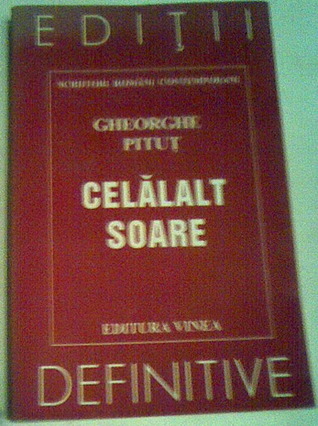 EDIȚII
SCRIITORI ROMÂNI CONTEMPORANI
GHEORGHE
PITUȚ
CELĂLALT
SOARE
EDITURA VINEA
DEFINITIVE